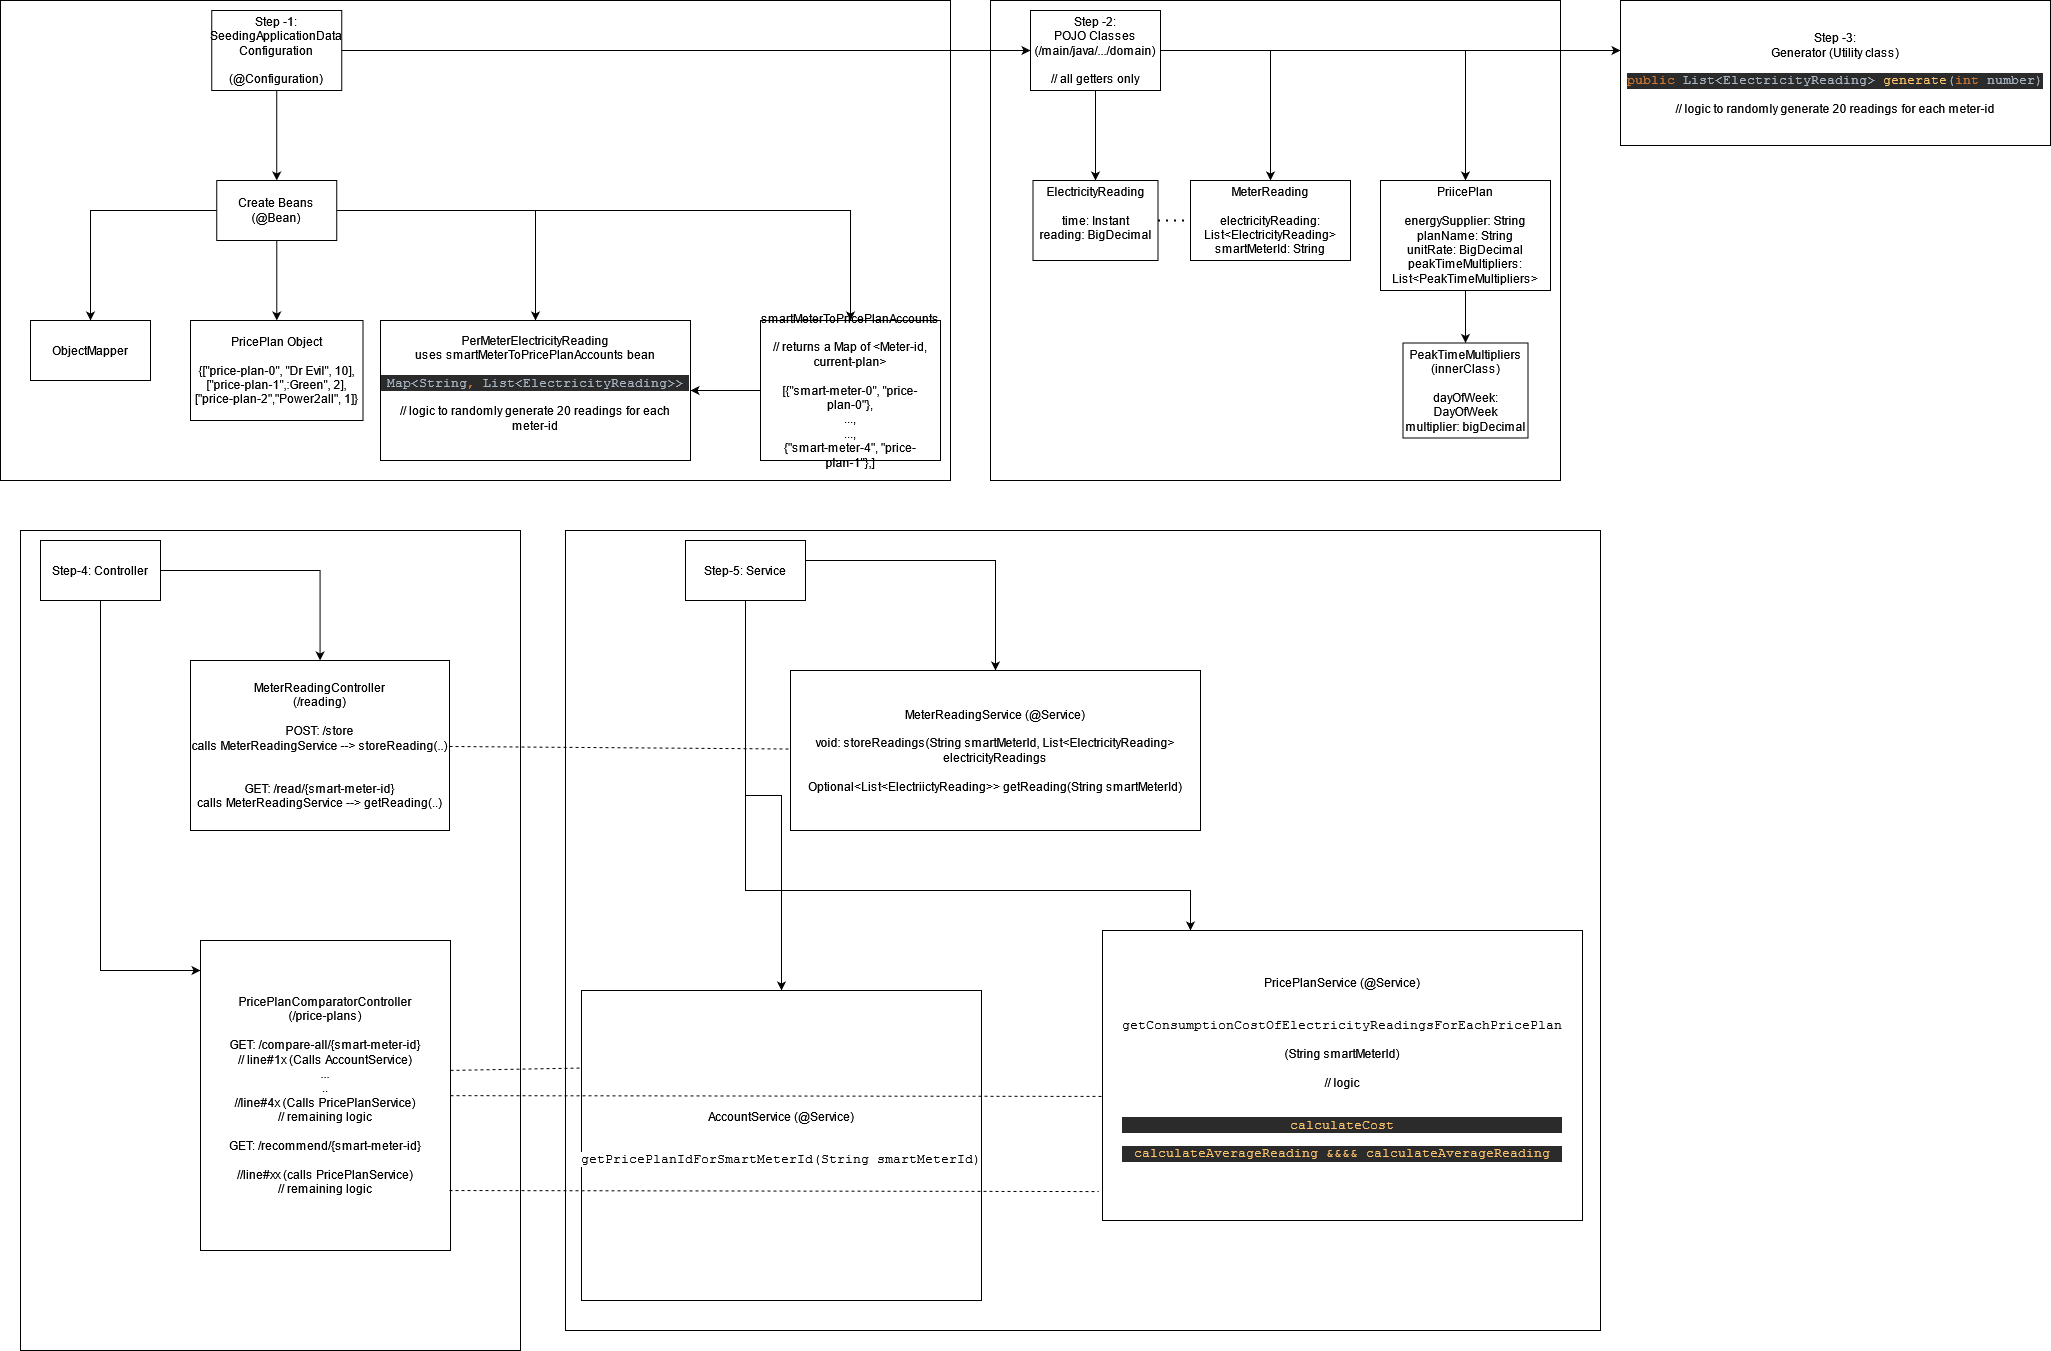 Step -1:
SeedingApplicationData
Configuration
(@Configuration)
Create Beans
(@Bean)
ObjectMapper
PricePlan Object
{["price-plan-0", "Dr Evil", 10],
["price-plan-1",:Green", 2],
["price-plan-2","Power2all", 1]}
PerMeterElectricityReading
uses smartMeterToPricePlanAccounts bean
Map<String, List<ElectricityReading>>
// logic to randomly generate 20 readings for each
meter-id
smartMeterToPricePlanAccounts
// returns a Map of <Meter-id,
current-plan>
[{"smart-meter-0", "price-
plan-0"},
...,
...,
{"smart-meter-4", "price-
plan-1"},]
Step -2:
POJO Classes
(/main/java/.../domain)
// all getters only
ElectricityReading
time: Instant
reading: BigDecimal
MeterReading
electricityReading:
List<ElectricityReading>
smartMeterId: String
PriicePlan
energySupplier: String
planName: String
unitRate: BigDecimal
peakTimeMultipliers:
List<PeakTimeMultipliers>
PeakTimeMultipliers
(innerClass)
dayOfWeek:
DayOfWeek
multiplier: bigDecimal
Step -3:
Generator (Utility class)
public List<ElectricityReading> generate(int number)
// logic to randomly generate 20 readings for each meter-id
Step-4: Controller
MeterReadingController
(/reading)
POST: /store
calls MeterReadingService --> storeReading(..)
GET: /read/{smart-meter-id}
calls MeterReadingService --> getReading(..)
PricePlanComparatorController
(/price-plans)
GET: /compare-all/{smart-meter-id}
// line#1x (Calls AccountService)
...
..
//line#4x (Calls PricePlanService)
// remaining logic
GET: /recommend/{smart-meter-id}
//line#xx (calls PricePlanService)
// remaining logic
Step-5: Service
MeterReadingService (@Service)
void: storeReadings(String smartMeterId, List<ElectricityReading>
electricityReadings
Optional<List<ElectriictyReading>> getReading(String smartMeterId)
AccountService (@Service)
getPricePlanIdForSmartMeterId(String smartMeterId)
PricePlanService (@Service)
getConsumptionCostOfElectricityReadingsForEachPricePlan
(String smartMeterId)
// logic
calculateCost
calculateAverageReading &&&& calculateAverageReading